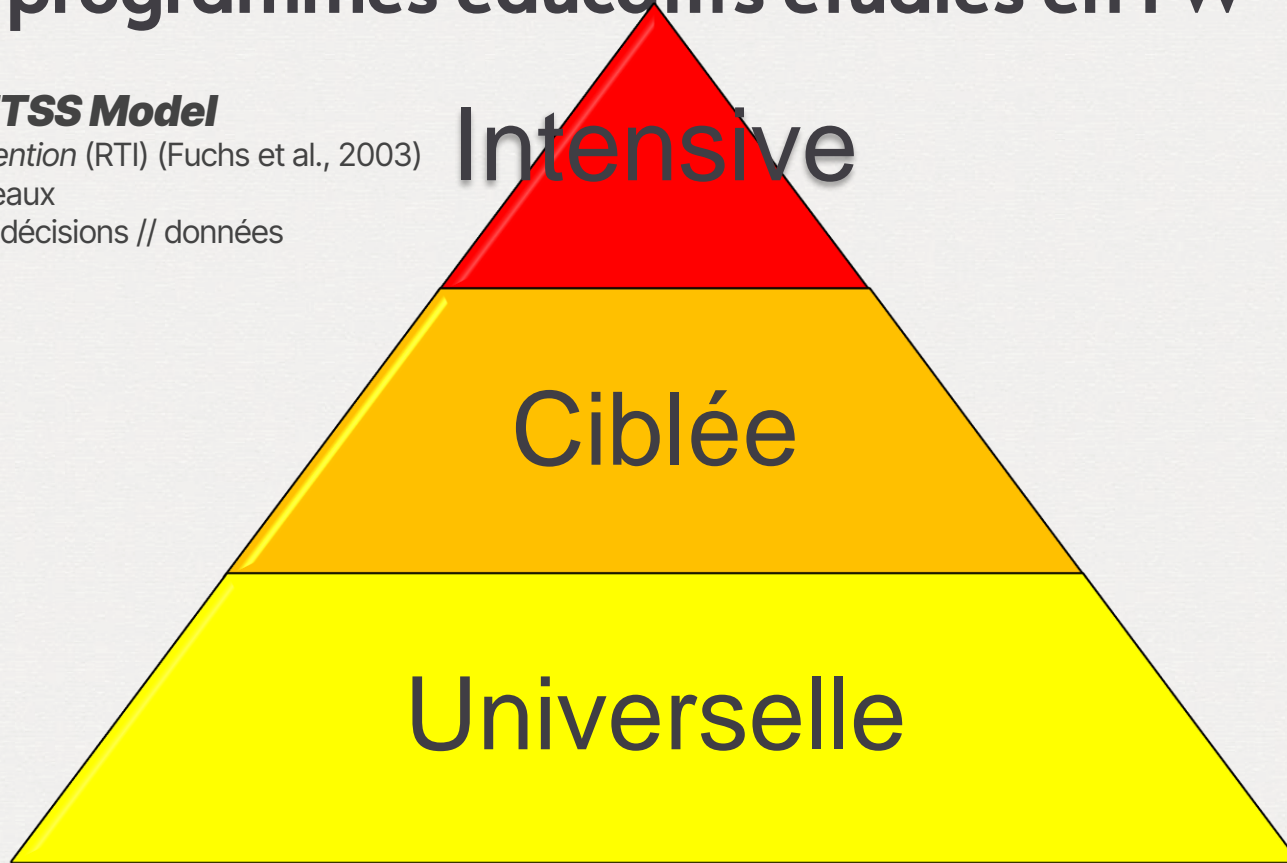 programmes éducatifs étudiés en FW
TSS Model
ention (RTI) (Fuchs et al., 2003)
eaux
décisions // données
Intensive
Ciblée
Universelle